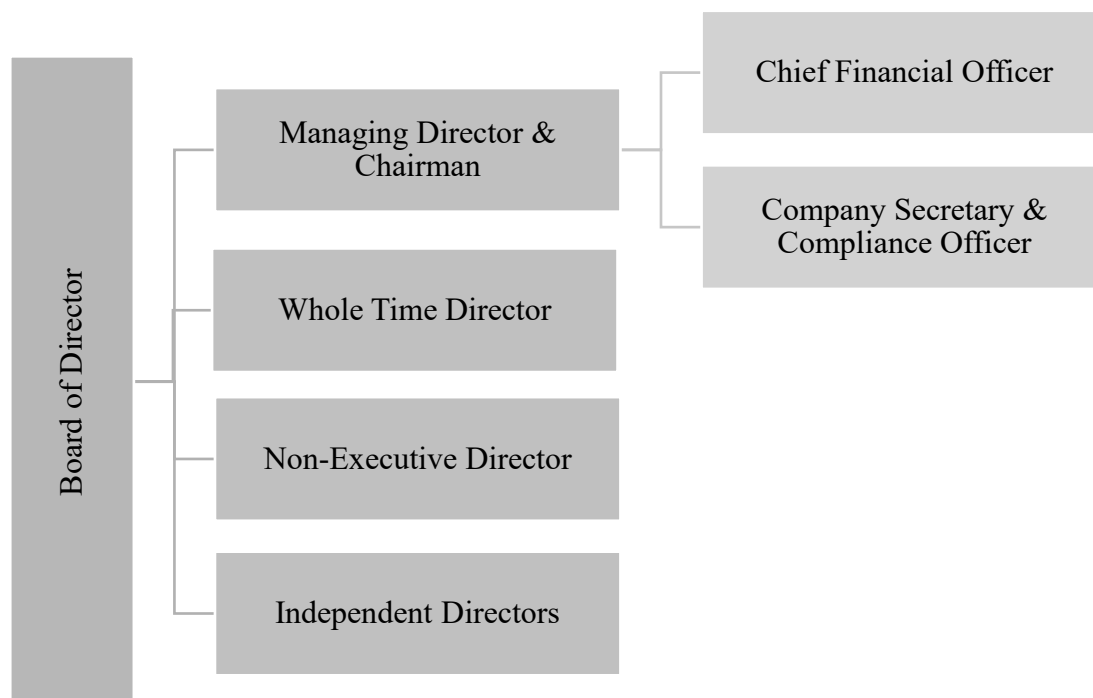 Board of Director
Managing Director &
Chairman
Chief Financial Officer
Company Secretary &
Compliance Officer
Whole Time Director
Non-Executive Director
Independent Directors